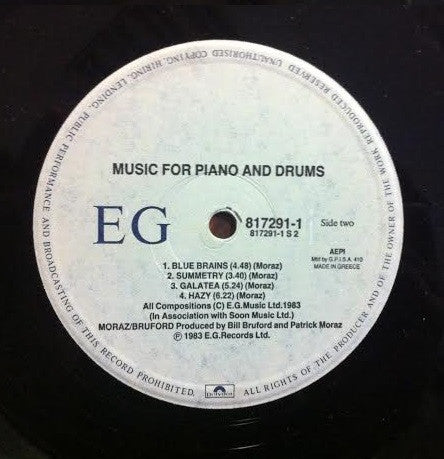 MUSIC FOR PIANO AND DRUMS
EG
817291-1
817291-1 S 2
Side two
AEPI
Mfd by G.P.I.S.A. 410
MADE IN GREECE
1. BLUE BRAINS (4.48) (Moraz)
2. SUMMETRY (3.40) (Moraz)
3. GALATEA (5.24) (Moraz)
4. HAZY (6.22) (Moraz)
All Compositions (C) E.G.Music Ltd.1983
(In Association with Soon Music Ltd.)
MORAZ/BRUFORD Produced by Bill Bruford and Patrick Moraz
℗ 1983 E.G.Records Ltd.
ALL RIGHTS OF THE PRODUCER AND OF THE OWNER OF THE WORK REPRODUCED RESERVED UNAUTHORISED COPYING, HIRING, LENDING, PUBLIC PERFORMANCE AND BROADCASTING OF THIS RECORD PROHIBITED.
Polydor